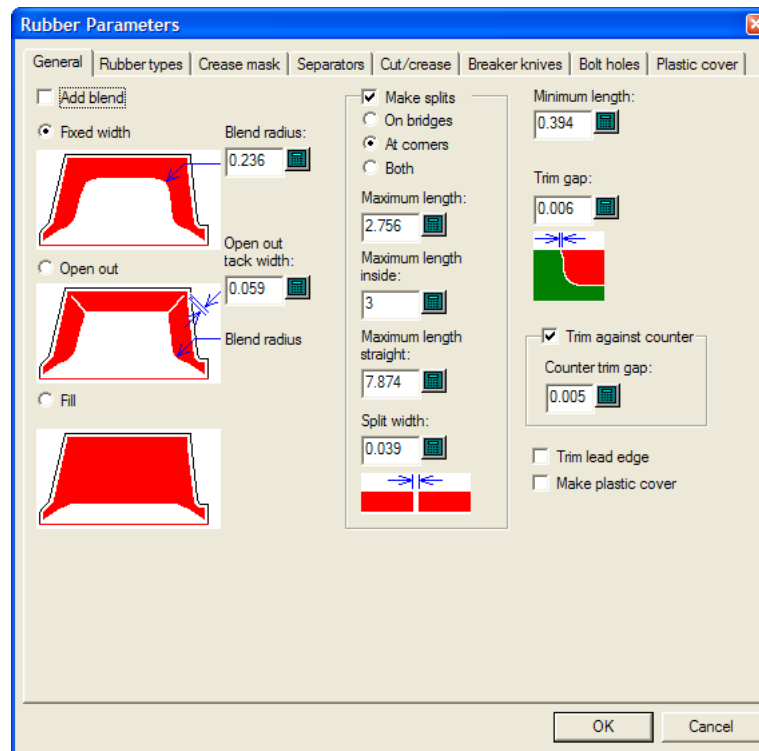 Rubber Parameters
General
Rubber types
Crease mask
Separators
Cut/crease
Breaker knives
Bolt holes
Plastic cover
Add blend
Fixed width
Blend radius:
0.236
Open out
tack width:
0.059
Open out
Blend radius
Fill
Make splits
On bridges
At corners
Both
Maximum length:
2.756
Maximum length
inside:
3
Maximum length
straight:
7.874
Split width:
0.039
Minimum length:
0.394
Trim gap:
0.006
Trim against counter
Counter trim gap:
0.005
Trim lead edge
Make plastic cover
OK
Cancel